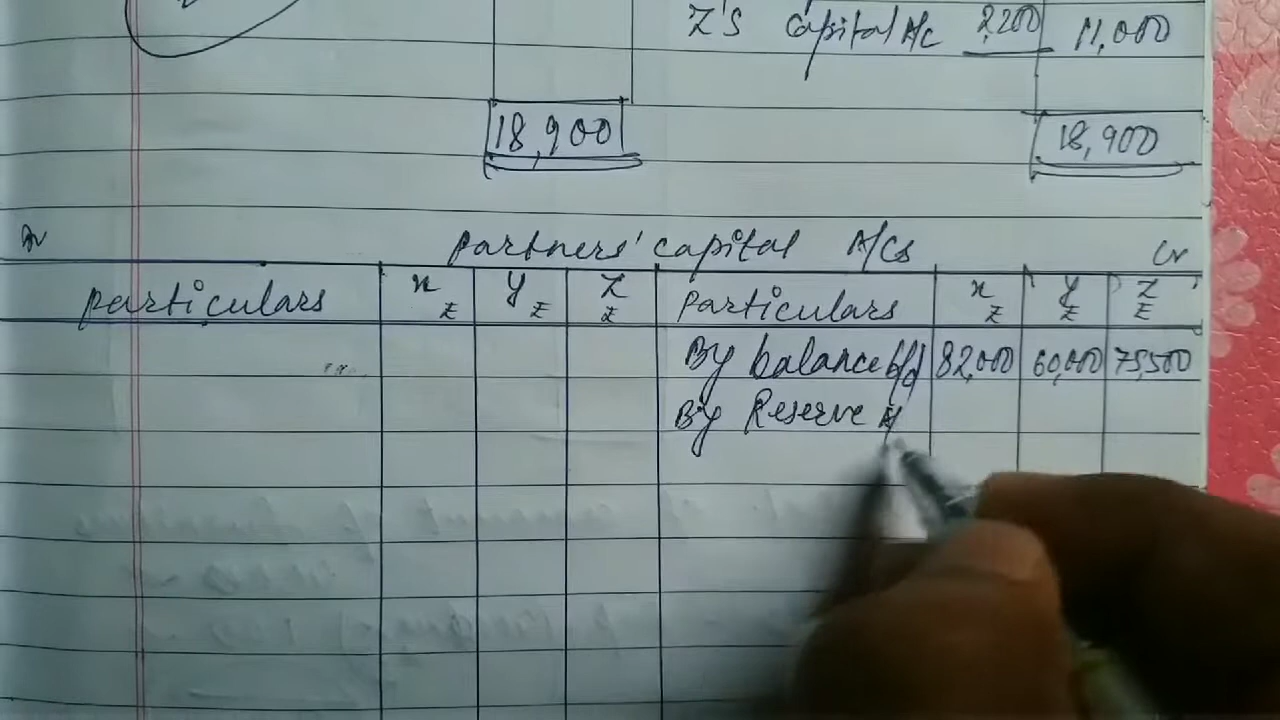 Z's capital A/c 2,200 11,000
18,900 18,900
Dr Partners' capital A/Cs Cr
particulars x y z particulars x y z
By balance b/d 82,000 60,000 75,500
By Reserve